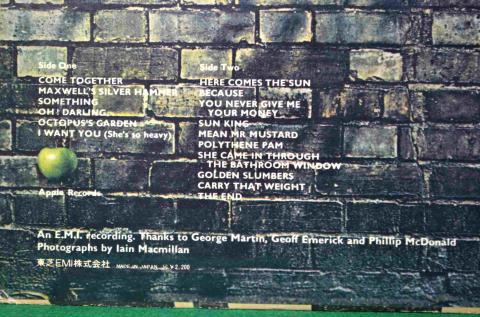 Side One
COME TOGETHER
MAXWELL'S SILVER HAMMER
SOMETHING
OH! DARLING
OCTOPUS'S GARDEN
I WANT YOU (She's so heavy)
Apple Records
Side Two
HERE COMES THE SUN
BECAUSE
YOU NEVER GIVE ME
YOUR MONEY
SUN KING
MEAN MR MUSTARD
POLYTHENE PAM
SHE CAME IN THROUGH
THE BATHROOM WINDOW
GOLDEN SLUMBERS
CARRY THAT WEIGHT
THE END
An E.M.I. recording. Thanks to George Martin, Geoff Emerick and Phillip McDonald
Photographs by Iain Macmillan
東芝EMI株式会社 MADE IN JAPAN ¥2,200